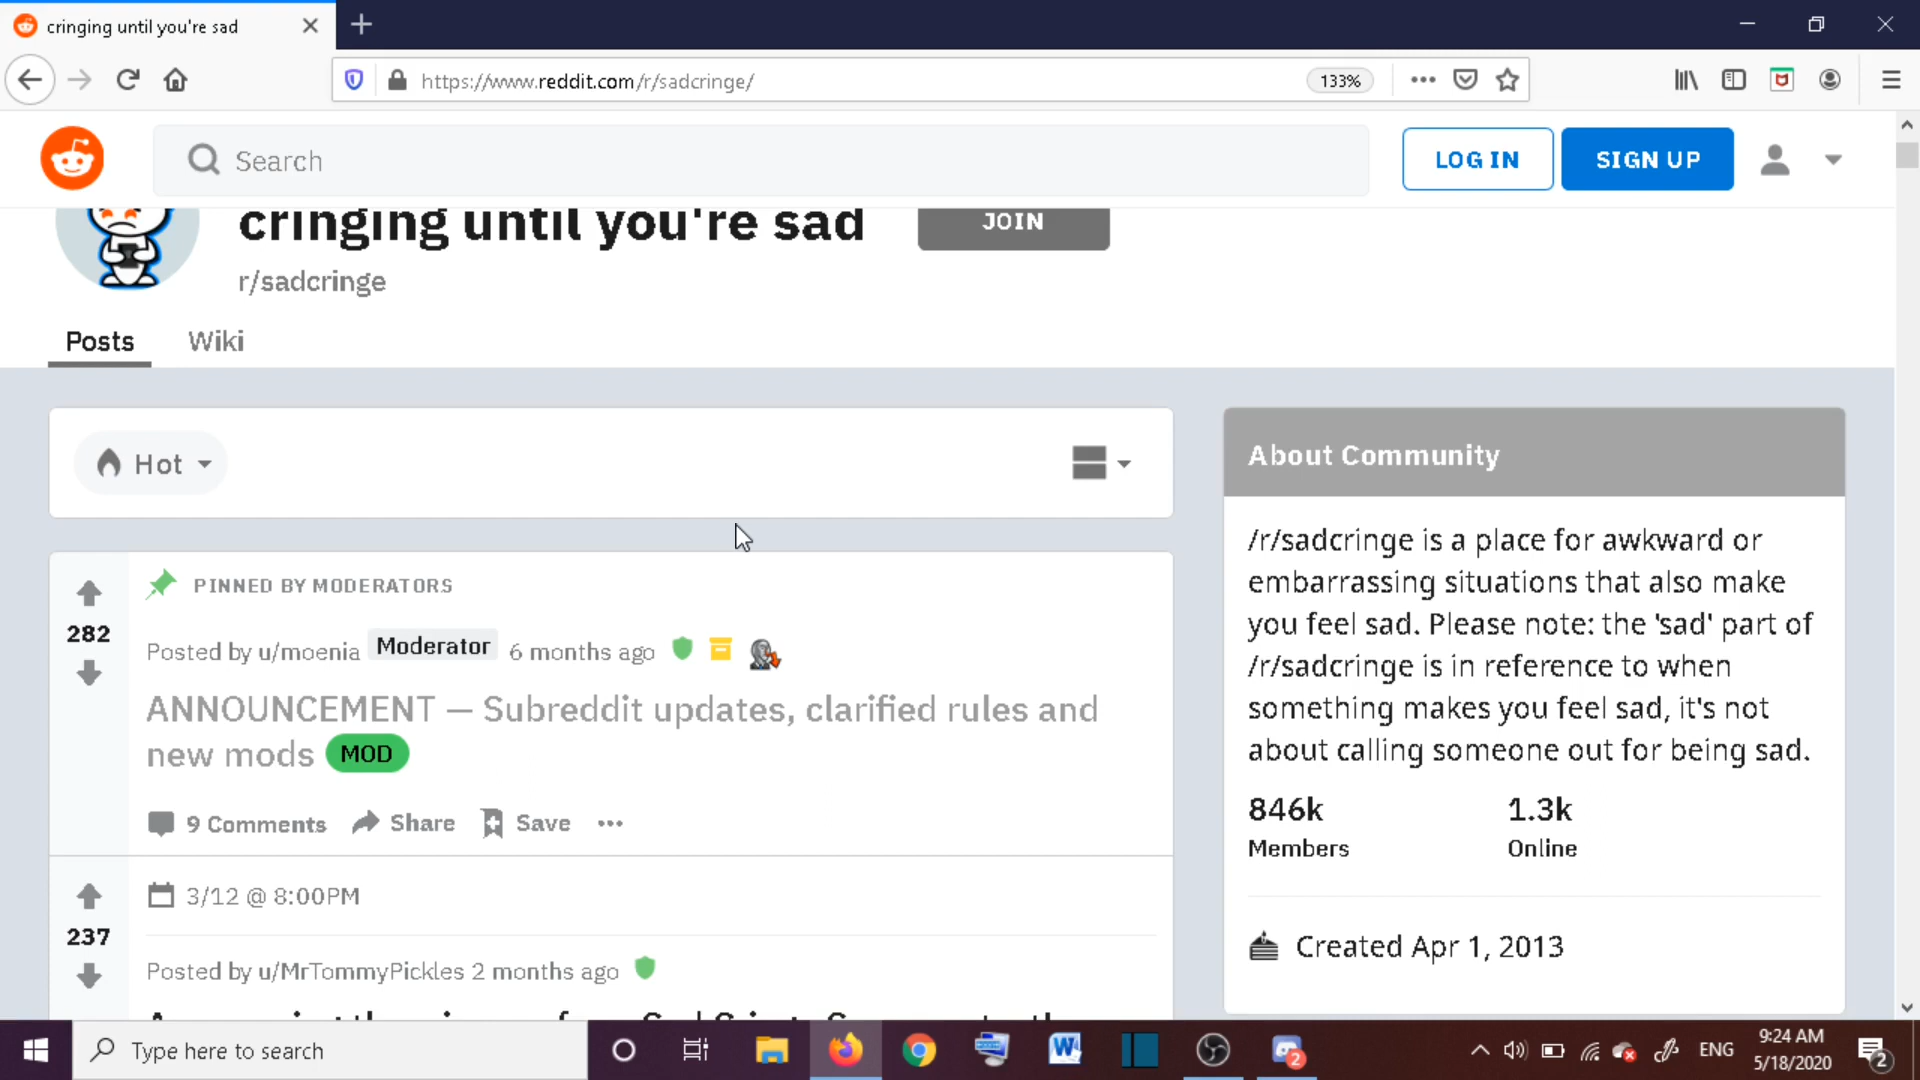 cringing until you're sad
https://www.reddit.com/r/sadcringe/
133%
Search
LOG IN
SIGN UP
cringing until you're sad
JOIN
r/sadcringe
Posts
Wiki
Hot
PINNED BY MODERATORS
282
Posted by u/moenia Moderator 6 months ago
ANNOUNCEMENT — Subreddit updates, clarified rules and
new mods MOD
9 Comments
Share
Save
3/12 @ 8:00PM
237
Posted by u/MrTommyPickles 2 months ago
About Community
/r/sadcringe is a place for awkward or
embarrassing situations that also make
you feel sad. Please note: the 'sad' part of
/r/sadcringe is in reference to when
something makes you feel sad, it's not
about calling someone out for being sad.
846k
1.3k
Members
Online
Created Apr 1, 2013
Type here to search
W
2
ENG
9:24 AM
5/18/2020
2